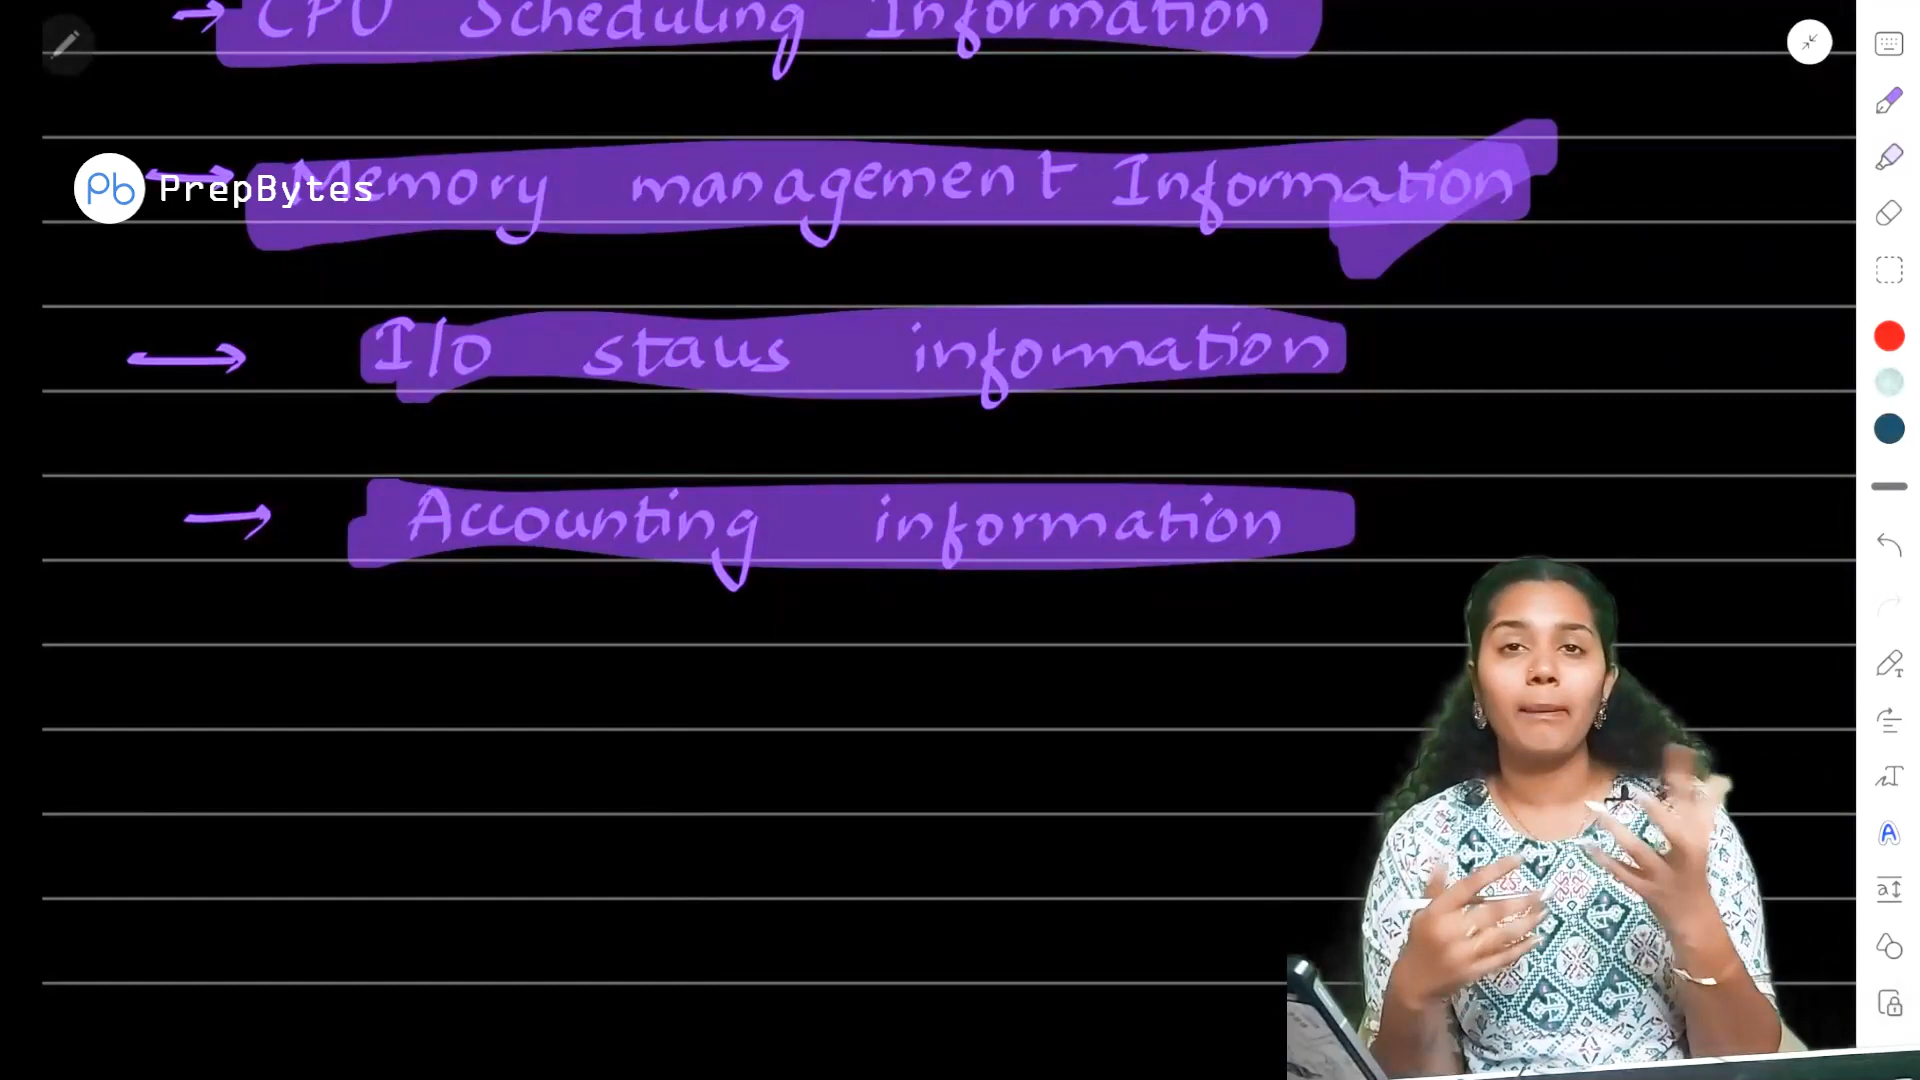 → CPU Scheduling Information
PrepBytes
→ Memory management Information
→ I/o staus information
→ Accounting information